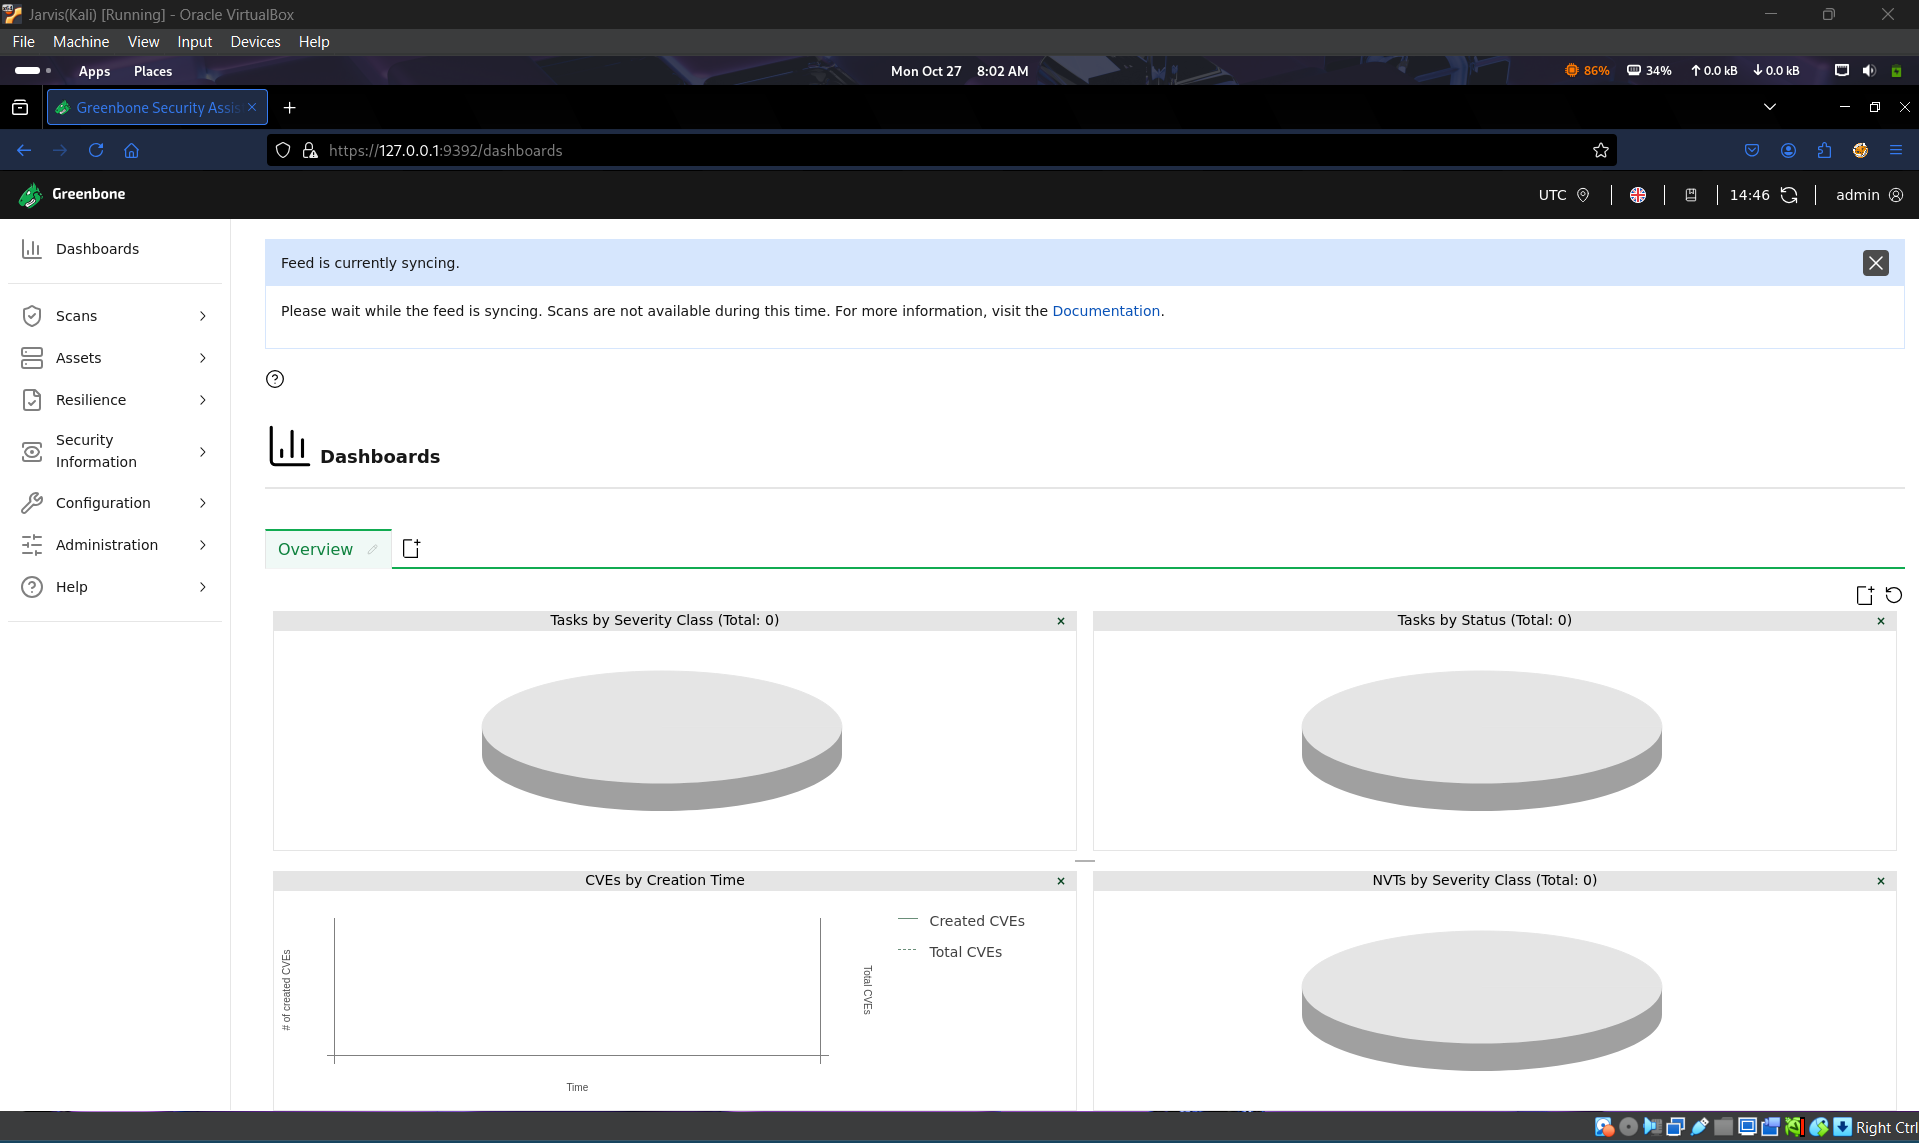 Jarvis(Kali) [Running] - Oracle VirtualBox
File Machine View Input Devices Help
Apps Places Mon Oct 27 8:02 AM 86% 34% ↑0.0 kB ↓0.0 kB
Greenbone Security Assis
https://127.0.0.1:9392/dashboards
Greenbone UTC 14:46 admin
Dashboards
Scans
Assets
Resilience
Security
Information
Configuration
Administration
Help
Feed is currently syncing.
Please wait while the feed is syncing. Scans are not available during this time. For more information, visit the Documentation.
Dashboards
Overview
Tasks by Severity Class (Total: 0)
Tasks by Status (Total: 0)
CVEs by Creation Time
# of created CVEs
Time
Total CVEs
Created CVEs
Total CVEs
NVTs by Severity Class (Total: 0)
Right Ctrl